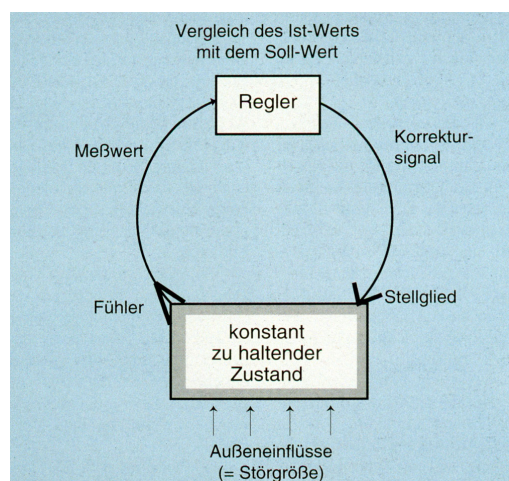 Vergleich des Ist-Werts
mit dem Soll-Wert
Regler
Meßwert
Korrektur-
signal
Fühler
Stellglied
konstant
zu haltender
Zustand
Außeneinflüsse
(= Störgröße)